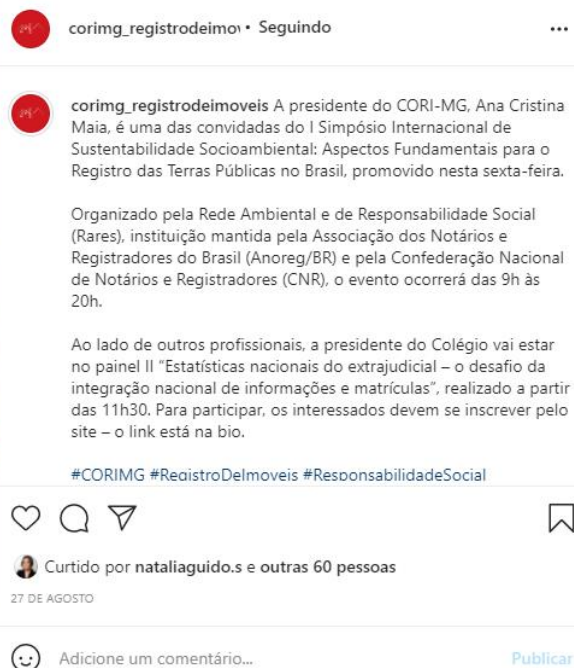 corimg_registrodeimov • Seguindo
corimg_registrodeimoveis A presidente do CORI-MG, Ana Cristina
Maia, é uma das convidadas do I Simpósio Internacional de
Sustentabilidade Socioambiental: Aspectos Fundamentais para o
Registro das Terras Públicas no Brasil, promovido nesta sexta-feira.
Organizado pela Rede Ambiental e de Responsabilidade Social
(Rares), instituição mantida pela Associação dos Notários e
Registradores do Brasil (Anoreg/BR) e pela Confederação Nacional
de Notários e Registradores (CNR), o evento ocorrerá das 9h às
20h.
Ao lado de outros profissionais, a presidente do Colégio vai estar
no painel II "Estatísticas nacionais do extrajudicial – o desafio da
integração nacional de informações e matrículas", realizado a partir
das 11h30. Para participar, os interessados devem se inscrever pelo
site – o link está na bio.
#CORIMG #RegistroDeImoveis #ResponsabilidadeSocial
Curtido por nataliaguido.s e outras 60 pessoas
27 DE AGOSTO
Adicione um comentário... Publicar